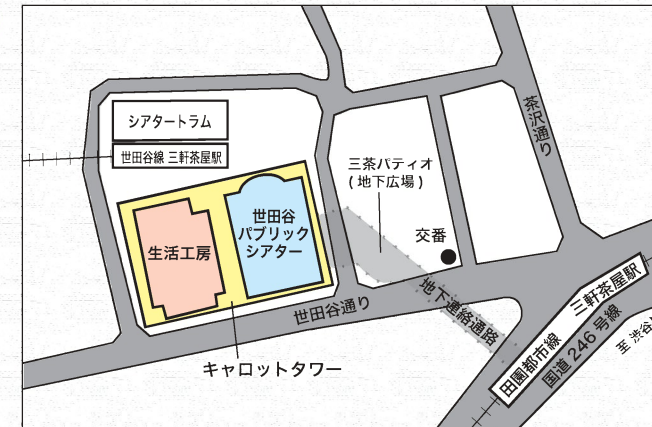 シアタートラム
世田谷線 三軒茶屋駅
生活工房
世田谷
パブリック
シアター
キャロットタワー
三茶パティオ
(地下広場)
交番
茶沢通り
世田谷通り
地下連絡通路
田園都市線 三軒茶屋駅
国道246号線
至 渋谷